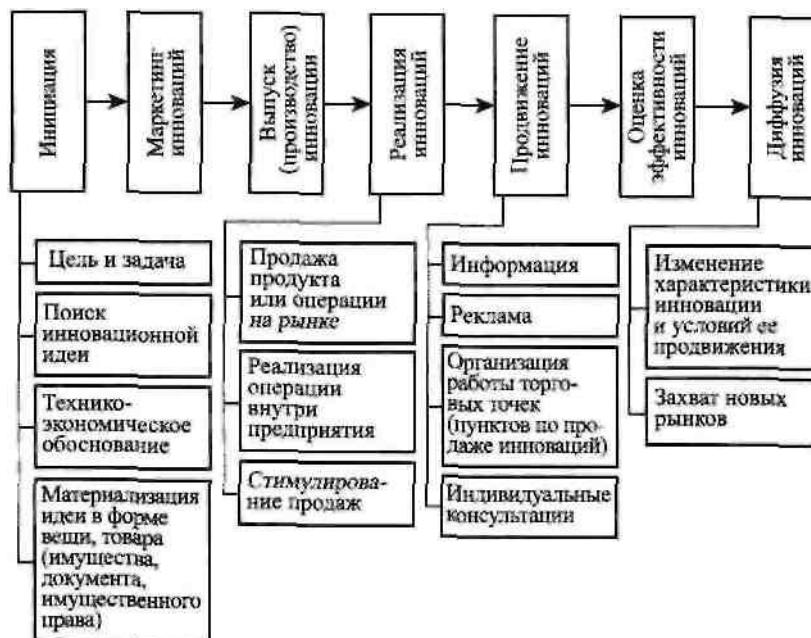 Инициация
Маркетинг
инноваций
Выпуск
(производство)
инновации
Реализация
инноваций
Продвижение
инноваций
Оценка
эффективности
инноваций
Диффузия
инноваций
Цель и задача
Поиск
инновационной
идеи
Технико-
экономическое
обоснование
Материализация
идеи в форме
вещи, товара
(имущества,
документа,
имущественного
права)
Продажа
продукта
или операции
на рынке
Реализация
операции
внутри
предприятия
Стимулирова-
ние продаж
Информация
Реклама
Организация
работы торго-
вых точек
(пунктов по про-
даже инноваций)
Индивидуальные
консультации
Изменение
характеристики
инновации
и условий ее
продвижения
Захват новых
рынков